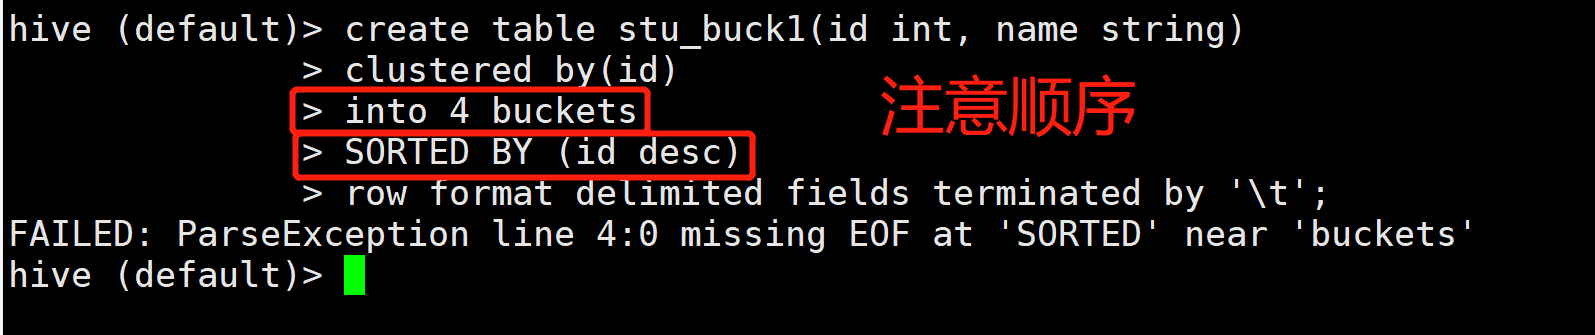 hive (default)> create table stu_buck1(id int, name string)
> clustered by(id)
> into 4 buckets
> SORTED BY (id desc)
> row format delimited fields terminated by '\t';
FAILED: ParseException line 4:0 missing EOF at 'SORTED' near 'buckets'
hive (default)>
注意顺序